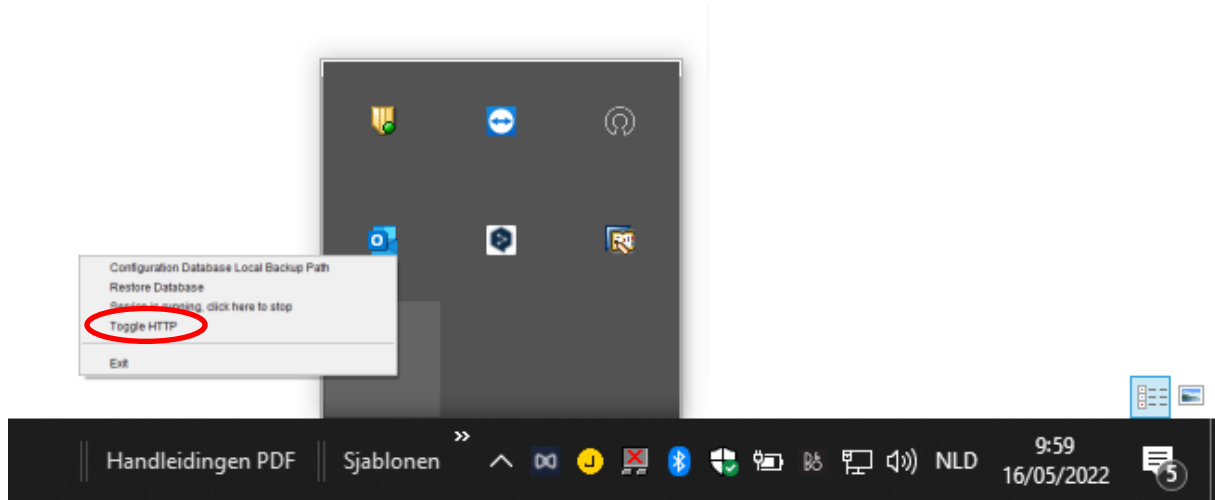 Configuration Database Local Backup Path
Restore Database
Service is running, click here to stop
Toggle HTTP
Exit
Handleidingen PDF
Sjablonen
NLD
9:59
16/05/2022
5